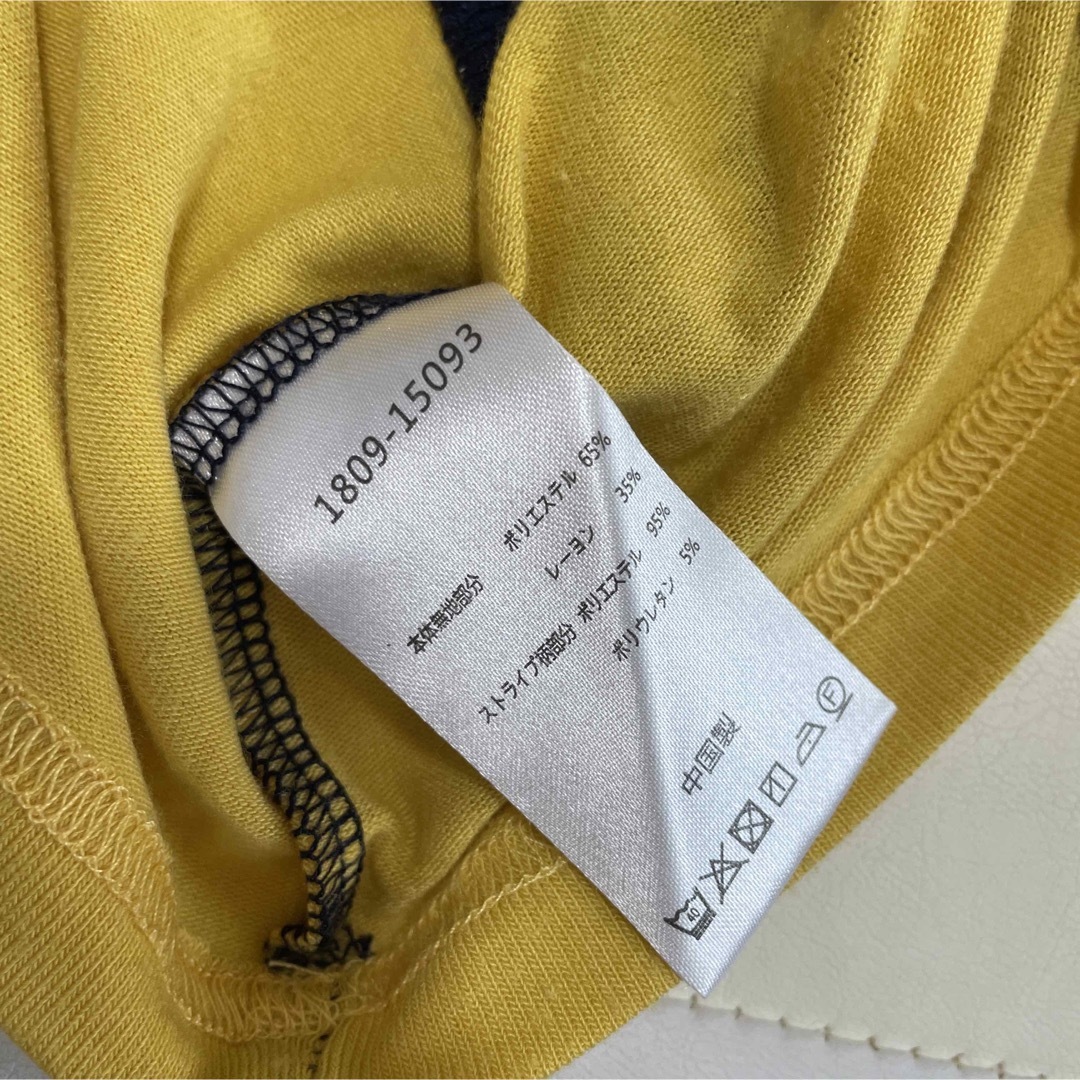 1809-15093
本体無地部分 ポリエステル 65%
レーヨン 35%
ストライプ柄部分 ポリエステル 95%
ポリウレタン 5%
中国製
40 F